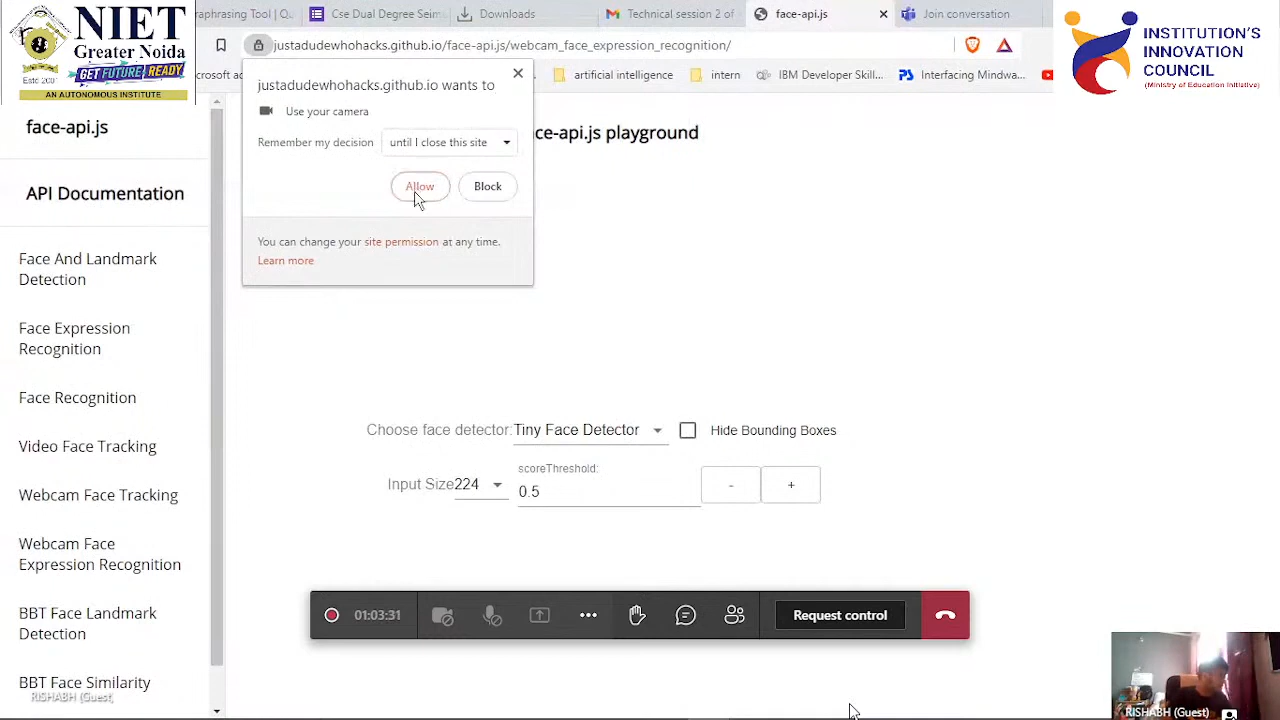 NIET
Greater Noida
GET FUTURE READY
AN AUTONOMOUS INSTITUTE
araphrasing Tool | Q
Cse Dual Degree Sem
Downloads
Technical session 2 o
face-api.js
Join conversation
justadudewhohacks.github.io/face-api.js/webcam_face_expression_recognition/
rosoft ac
artificial intelligence
intern
IBM Develope Skill...
Interfacing Mindwa...
INSTITUTION'S
INNOVATION
COUNCIL
(Ministry of Education Initiative)
justadudewhohacks.github.io wants to
Use your camera
Remember my decision
until I close this site
Allow
Block
You can change your site permission at any time.
Learn more
face-api.js
API Documentation
Face And Landmark
Detection
Face Expression
Recognition
Face Recognition
Video Face Tracking
Webcam Face Tracking
Webcam Face
Expression Recognition
BBT Face Landmark
Detection
BBT Face Similarity
RISHABH (Guest)
ce-api.js playground
Choose face detector:
Tiny Face Detector
Hide Bounding Boxes
Input Size
224
scoreThreshold:
0.5
-
+
01:03:31
Request control
RISHABH (Guest)